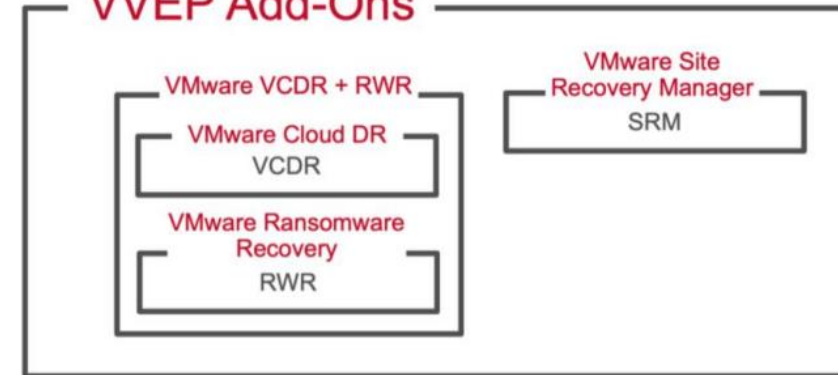 VVEP Add-Ons
VMware VCDR + RWR
VMware Cloud DR
VCDR
VMware Ransomware
Recovery
RWR
VMware Site
Recovery Manager
SRM